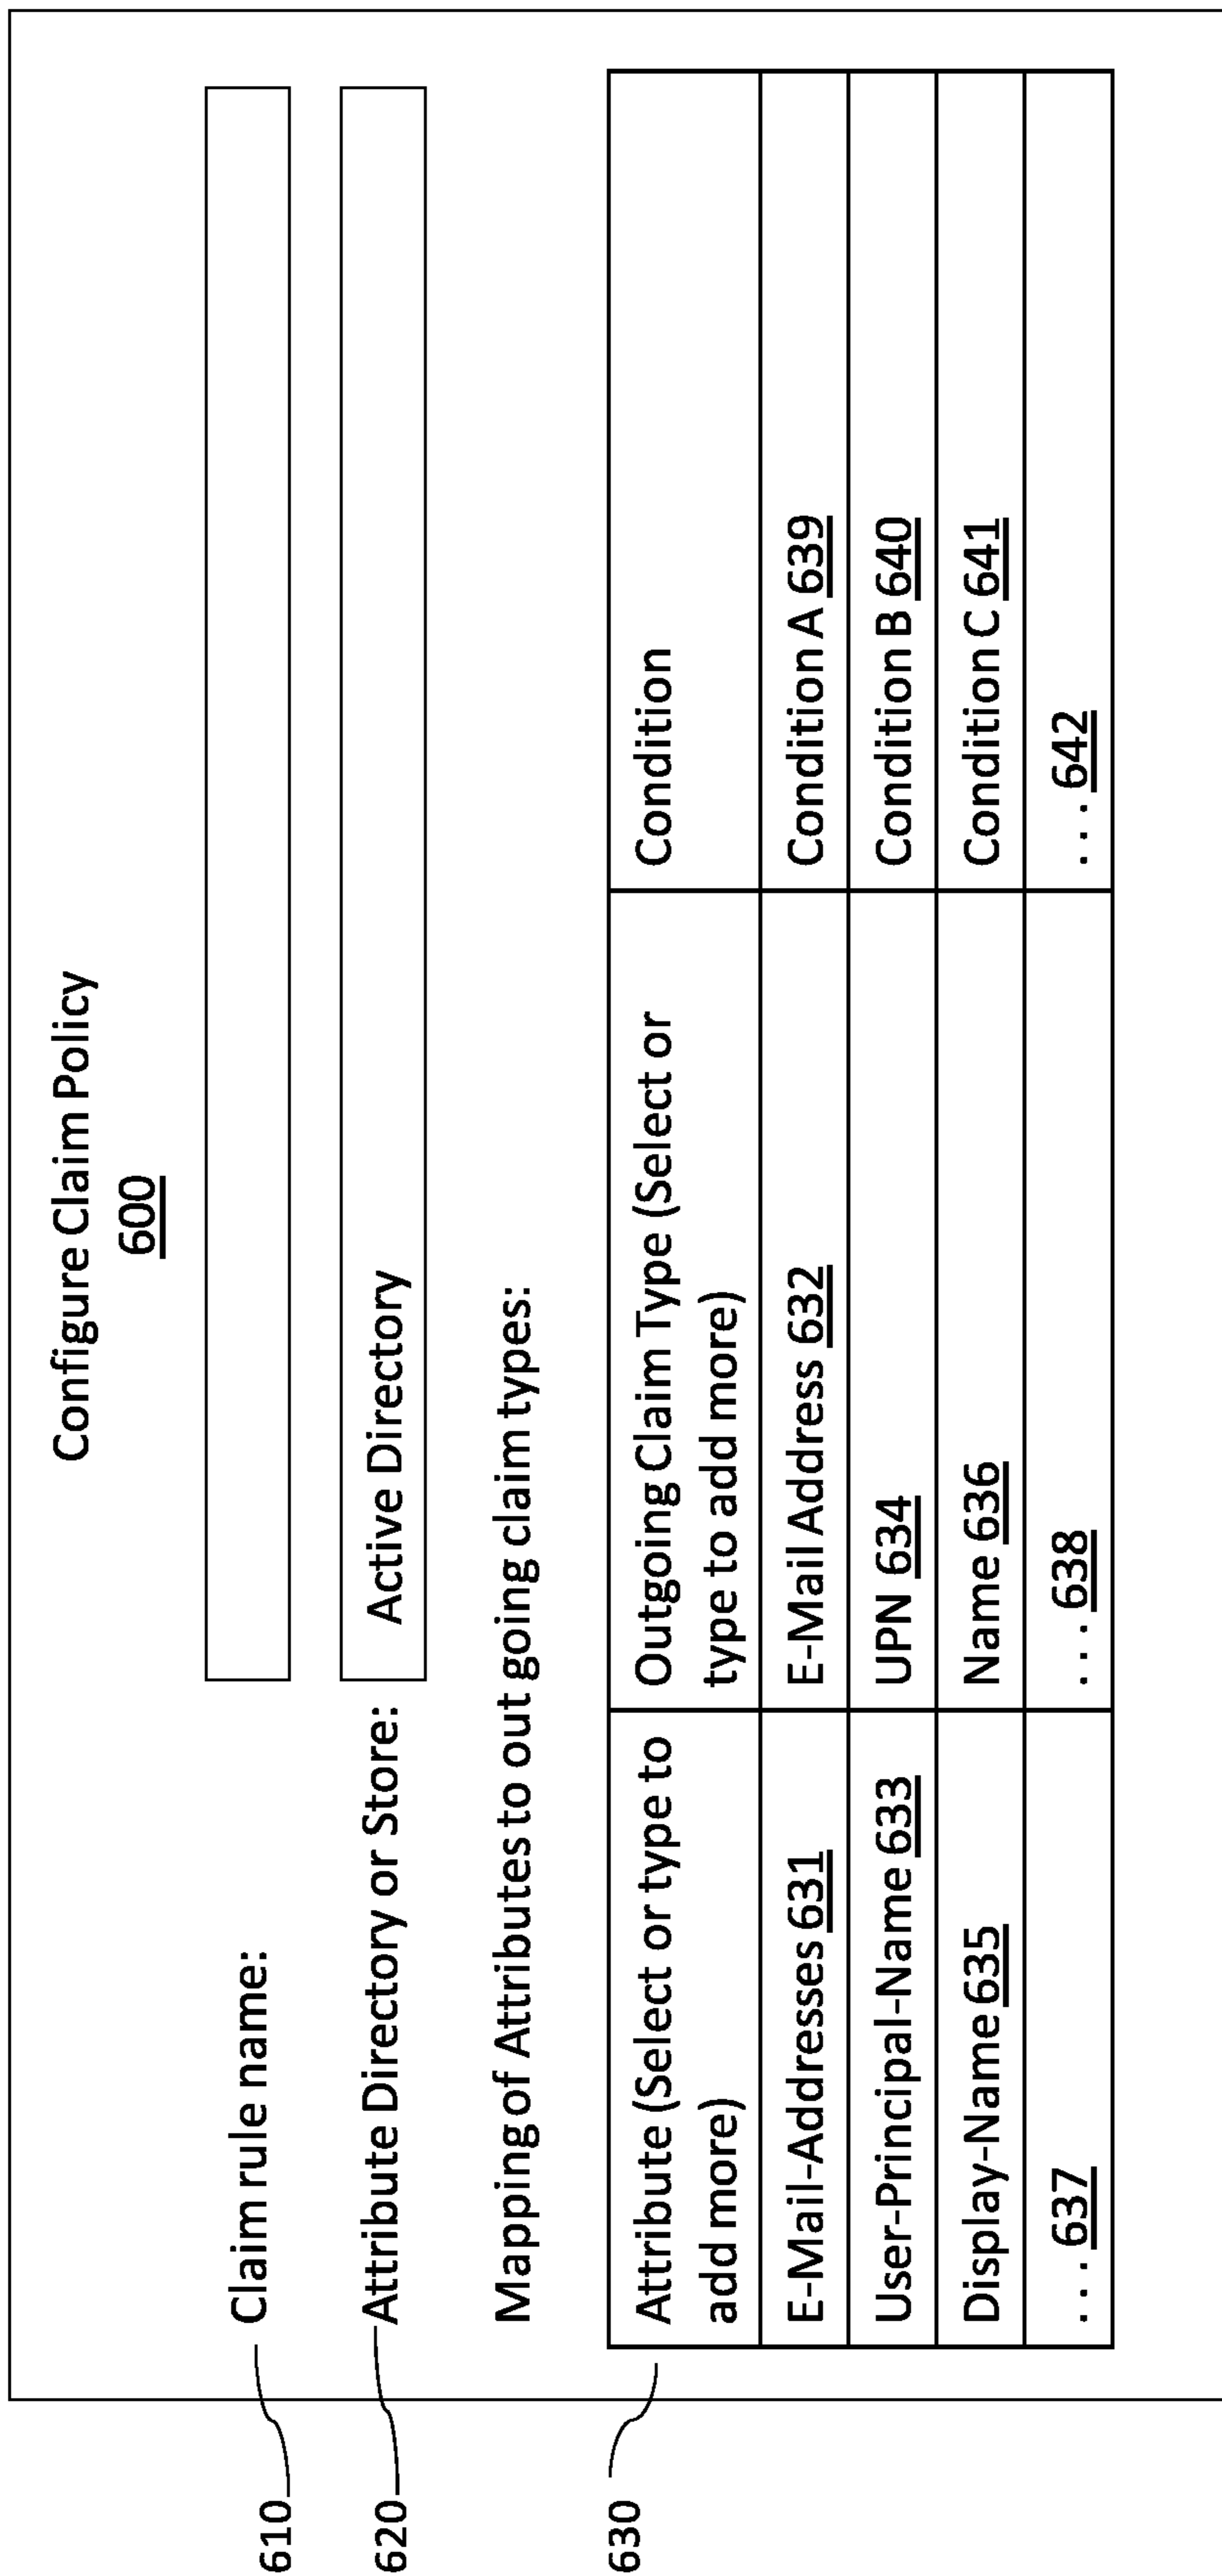 Configure Claim Policy
600
610 Claim rule name:
620 Attribute Directory or Store: Active Directory
Mapping of Attributes to out going claim types:
630
Attribute (Select or type to add more) Outgoing Claim Type (Select or type to add more) Condition
E-Mail-Addresses 631 E-Mail Address 632 Condition A 639
User-Principal-Name 633 UPN 634 Condition B 640
Display-Name 635 Name 636 Condition C 641
. . . 637 . . . 638 . . . 642